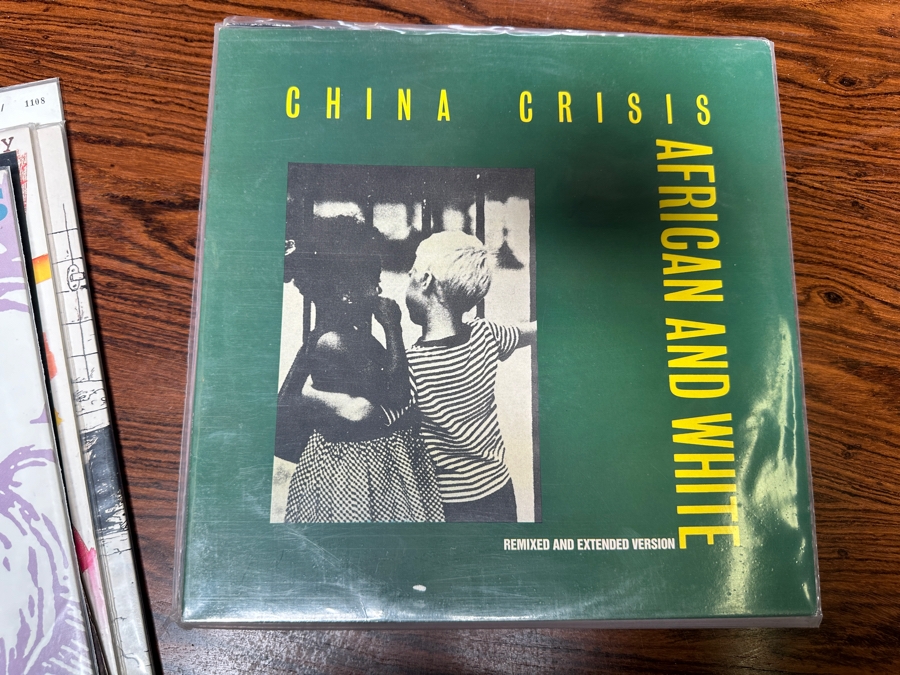 1108
Y
CHINA CRISIS
AFRICAN AND WHITE
REMIXED AND EXTENDED VERSION